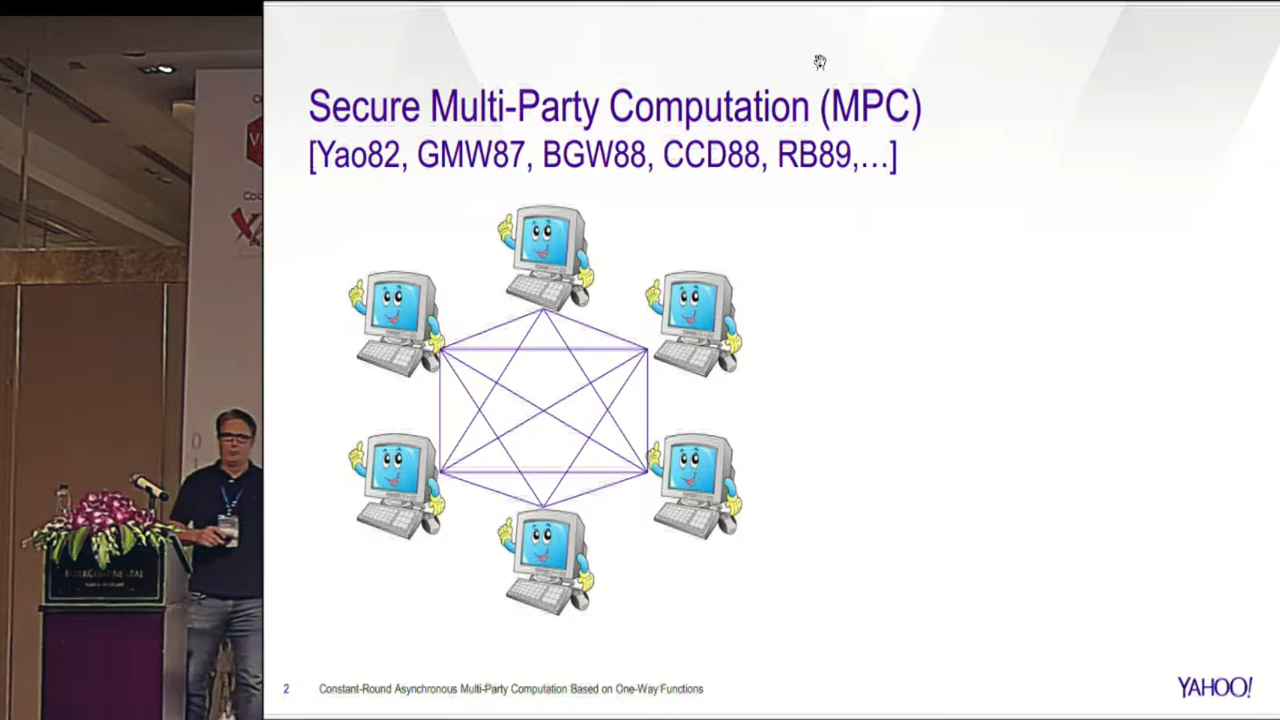 Secure Multi-Party Computation (MPC)
[Yao82, GMW87, BGW88, CCD88, RB89,...]
INTERCONTINENTAL
2
Constant-Round Asynchronous Multi-Party Computation Based on One-Way Functions
YAHOO!